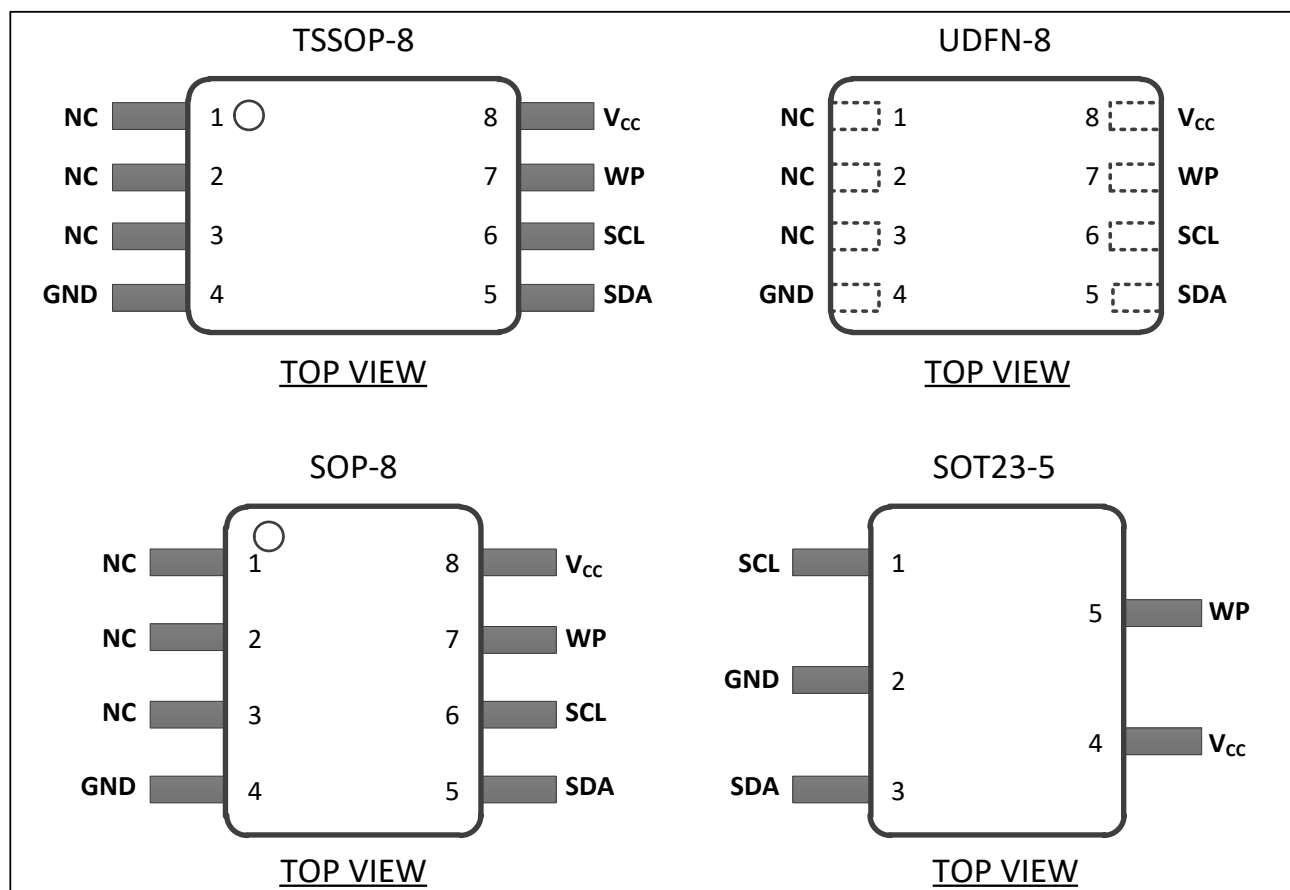 TSSOP-8
NC 1 8 VCC
NC 2 7 WP
NC 3 6 SCL
GND 4 5 SDA
TOP VIEW
UDFN-8
NC 1 8 VCC
NC 2 7 WP
NC 3 6 SCL
GND 4 5 SDA
TOP VIEW
SOP-8
NC 1 8 VCC
NC 2 7 WP
NC 3 6 SCL
GND 4 5 SDA
TOP VIEW
SOT23-5
SCL 1
5 WP
GND 2
4 VCC
SDA 3
TOP VIEW